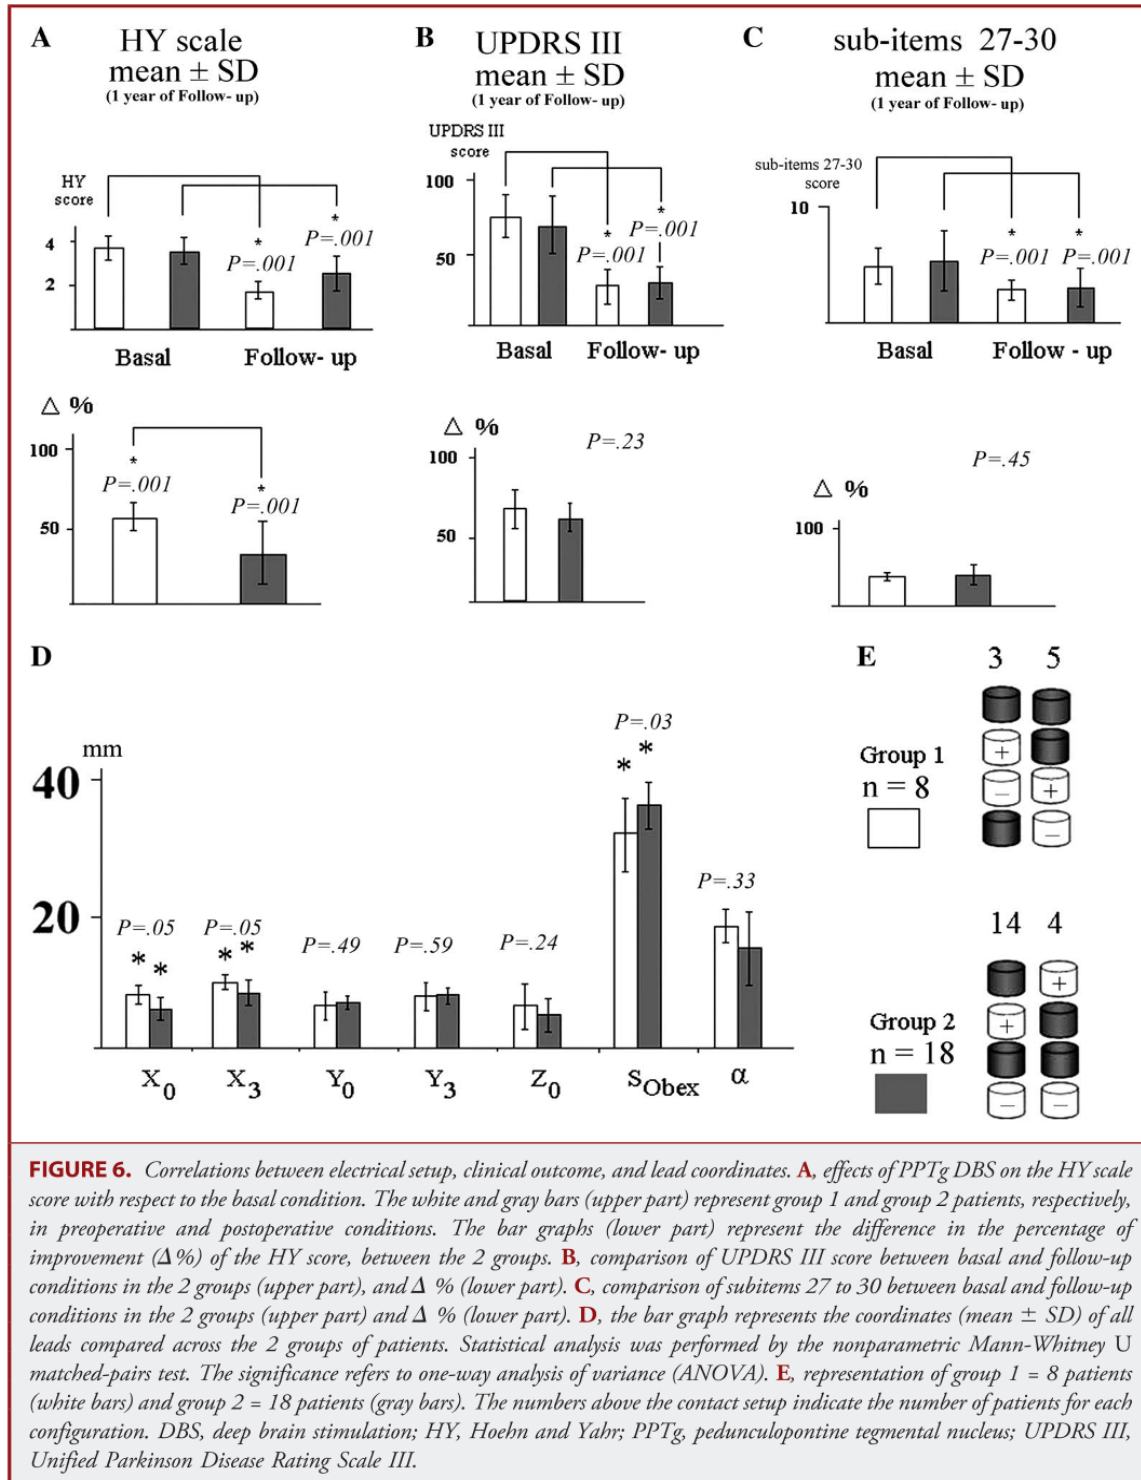 A
HY scale
mean ± SD
(1 year of Follow- up)
HY
score
4
2
*
P=.001
*
P=.001
Basal
Follow- up
△ %
100
50
*
P=.001
*
P=.001
B
UPDRS III
mean ± SD
(1 year of Follow- up)
UPDRS III
score
100
50
*
P=.001
*
P=.001
Basal
Follow- up
△ %
P=.23
100
50
C
sub-items 27-30
mean ± SD
(1 year of Follow- up)
sub-items 27-30
score
10
*
P=.001
*
P=.001
Basal
Follow - up
P=.45
△ %
100
D
mm
40
20
P=.05
* *
P=.05
* *
P=.49
P=.59
P=.24
P=.03
* *
P=.33
X0 X3 Y0 Y3 Z0 SObex α
E
3 5
Group 1
n = 8
+
− +
−
14 4
Group 2
n = 18
+
+
− −
FIGURE 6. Correlations between electrical setup, clinical outcome, and lead coordinates. A, effects of PPTg DBS on the HY scale
score with respect to the basal condition. The white and gray bars (upper part) represent group 1 and group 2 patients, respectively,
in preoperative and postoperative conditions. The bar graphs (lower part) represent the difference in the percentage of
improvement (Δ%) of the HY score, between the 2 groups. B, comparison of UPDRS III score between basal and follow-up
conditions in the 2 groups (upper part), and Δ % (lower part). C, comparison of subitems 27 to 30 between basal and follow-up
conditions in the 2 groups (upper part) and Δ % (lower part). D, the bar graph represents the coordinates (mean ± SD) of all
leads compared across the 2 groups of patients. Statistical analysis was performed by the nonparametric Mann-Whitney U
matched-pairs test. The significance refers to one-way analysis of variance (ANOVA). E, representation of group 1 = 8 patients
(white bars) and group 2 = 18 patients (gray bars). The numbers above the contact setup indicate the number of patients for each
configuration. DBS, deep brain stimulation; HY, Hoehn and Yahr; PPTg, pedunculopontine tegmental nucleus; UPDRS III,
Unified Parkinson Disease Rating Scale III.